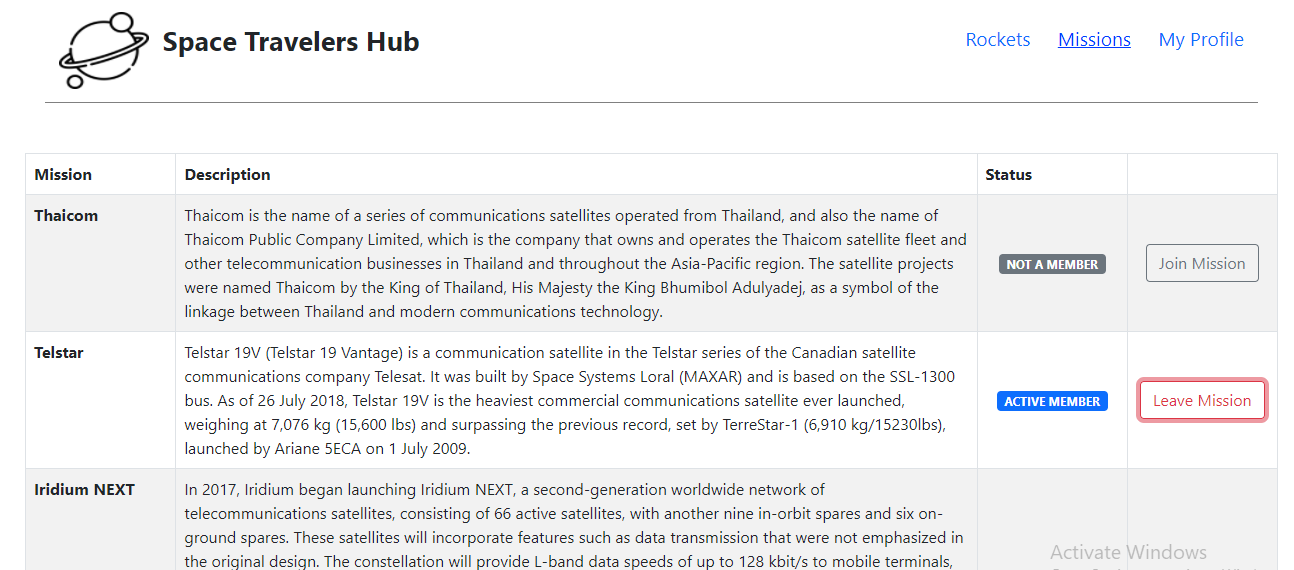 Space Travelers Hub
Rockets Missions My Profile
Mission Description Status
Thaicom
Thaicom is the name of a series of communications satellites operated from Thailand, and also the name of
Thaicom Public Company Limited, which is the company that owns and operates the Thaicom satellite fleet and
other telecommunication businesses in Thailand and throughout the Asia-Pacific region. The satellite projects
were named Thaicom by the King of Thailand, His Majesty the King Bhumibol Adulyadej, as a symbol of the
linkage between Thailand and modern communications technology.
NOT A MEMBER
Join Mission
Telstar
Telstar 19V (Telstar 19 Vantage) is a communication satellite in the Telstar series of the Canadian satellite
communications company Telesat. It was built by Space Systems Loral (MAXAR) and is based on the SSL-1300
bus. As of 26 July 2018, Telstar 19V is the heaviest commercial communications satellite ever launched,
weighing at 7,076 kg (15,600 lbs) and surpassing the previous record, set by TerreStar-1 (6,910 kg/15230lbs),
launched by Ariane 5ECA on 1 July 2009.
ACTIVE MEMBER
Leave Mission
Iridium NEXT
In 2017, Iridium began launching Iridium NEXT, a second-generation worldwide network of
telecommunications satellites, consisting of 66 active satellites, with another nine in-orbit spares and six on-
ground spares. These satellites will incorporate features such as data transmission that were not emphasized in
the original design. The constellation will provide L-band data speeds of up to 128 kbit/s to mobile terminals,
Activate Windows